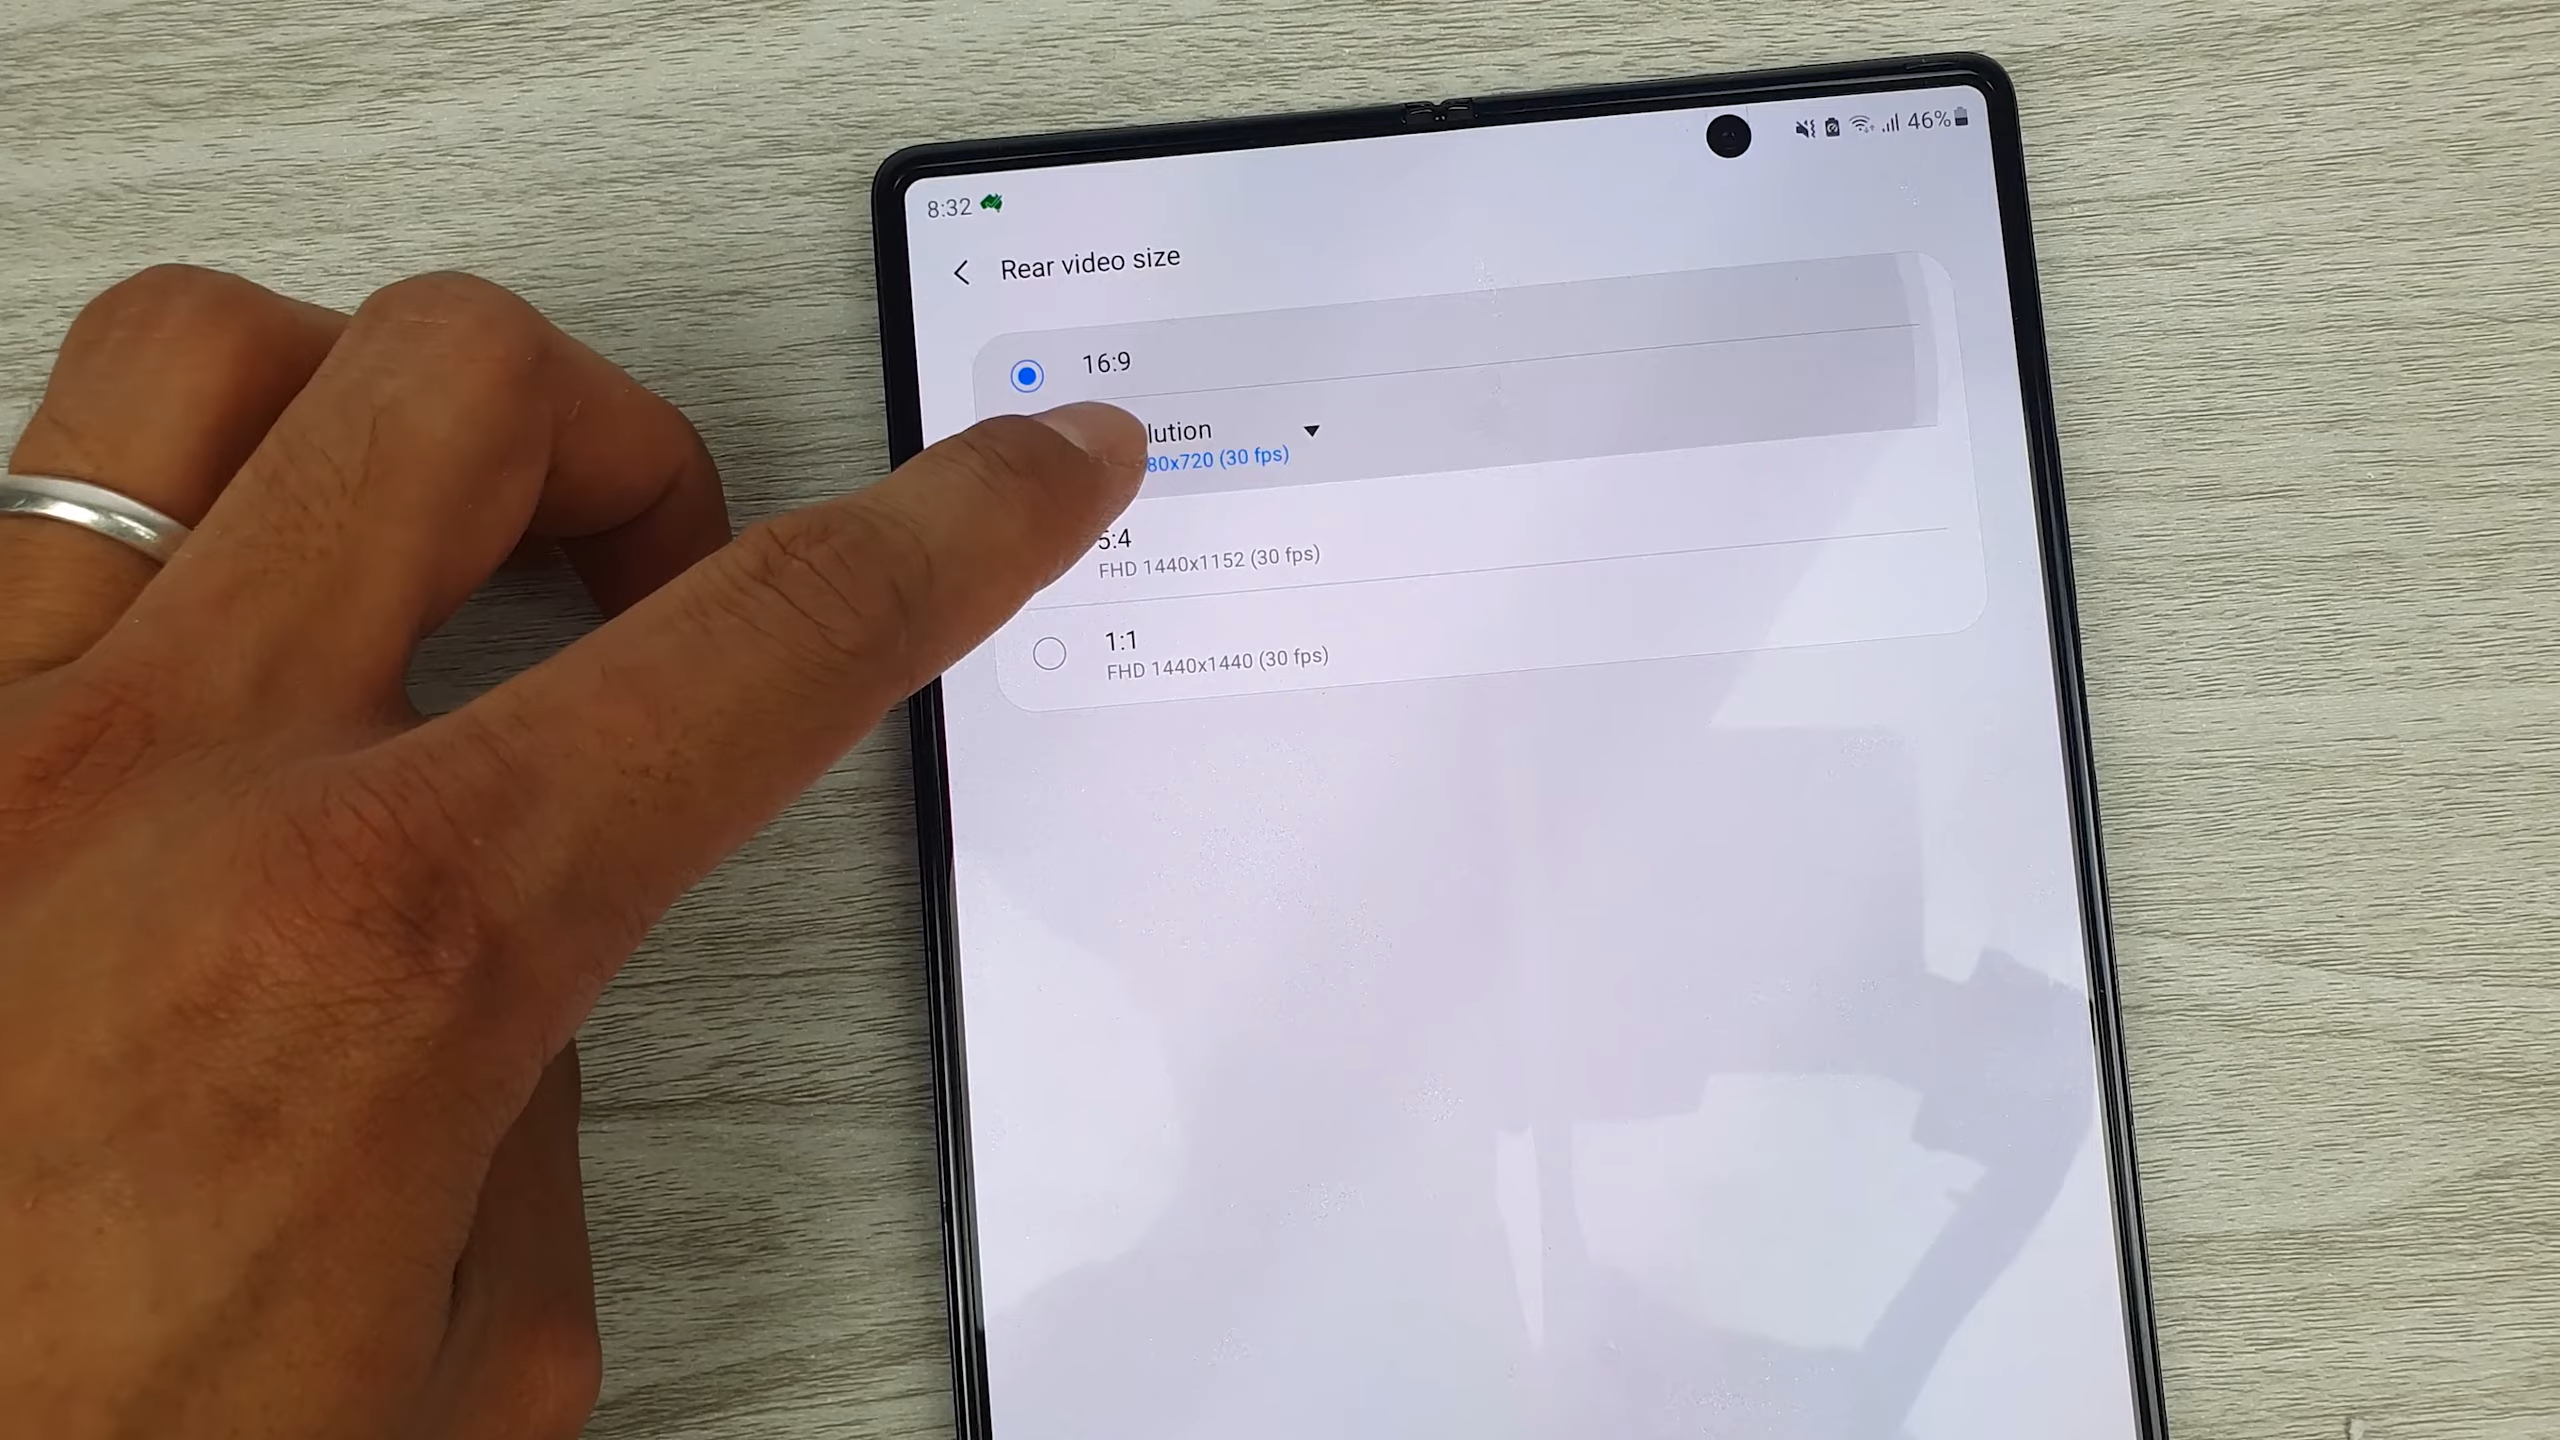 8:32
46%
Rear video size
16:9
lution
80x720 (30 fps)
5:4
FHD 1440x1152 (30 fps)
1:1
FHD 1440x1440 (30 fps)